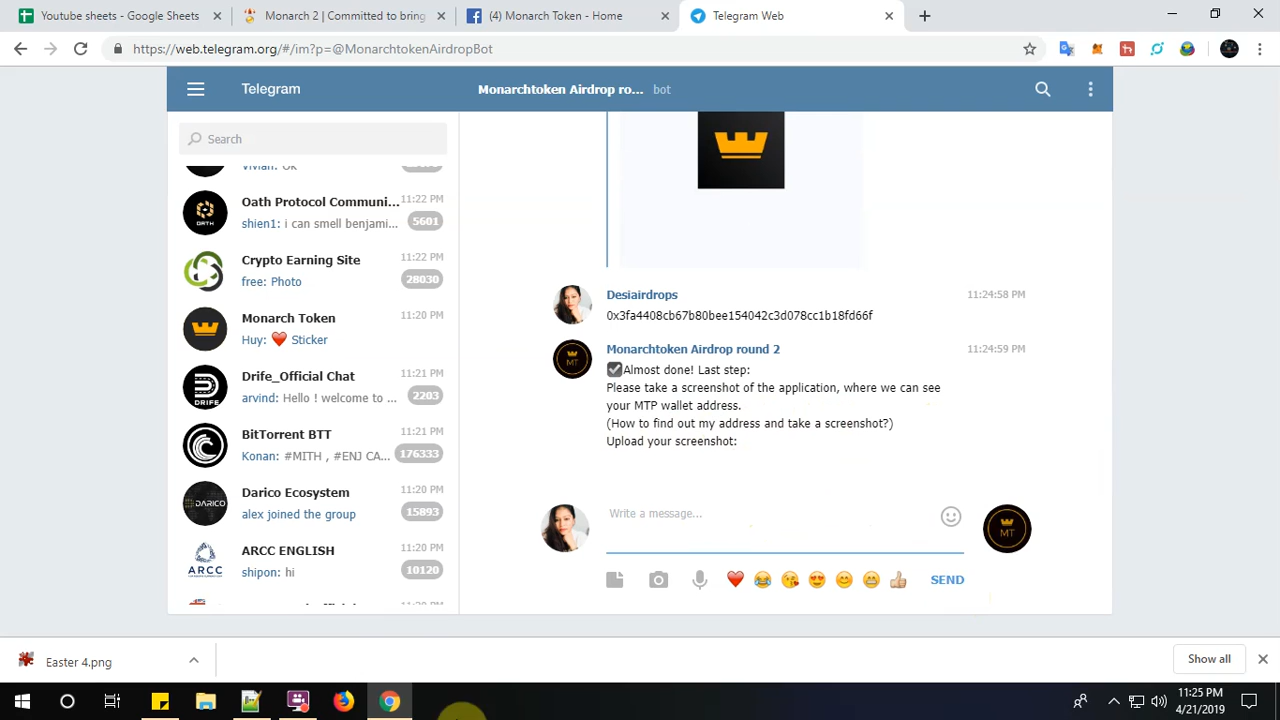 Youtube sheets - Google Sheets
Monarch 2 | Committed to bring
(4) Monarch Token - Home
Telegram Web
https://web.telegram.org/#/im?p=@MonarchtokenAirdropBot
Telegram
Monarchtoken Airdrop ro... bot
Search
Oath Protocol Communi... 11:22 PM
shien1: i can smell benjami... 5601
Crypto Earning Site 11:22 PM
free: Photo 28030
Monarch Token 11:20 PM
Huy: ❤️ Sticker
Drife_Official Chat 11:21 PM
arvind: Hello ! welcome to ... 2203
BitTorrent BTT 11:21 PM
Konan: #MITH , #ENJ CA... 176333
Darico Ecosystem 11:20 PM
alex joined the group 15893
ARCC ENGLISH 11:20 PM
shipon: hi 10120
Desiairdrops 11:24:58 PM
0x3fa4408cb67b80bee154042c3d078cc1b18fd66f
Monarchtoken Airdrop round 2 11:24:59 PM
☑Almost done! Last step:
Please take a screenshot of the application, where we can see
your MTP wallet address.
(How to find out my address and take a screenshot?)
Upload your screenshot:
Write a message...
SEND
OATH
DRIFE
DARICO
ARCC
MT
MT
Easter 4.png
Show all
11:25 PM
4/21/2019